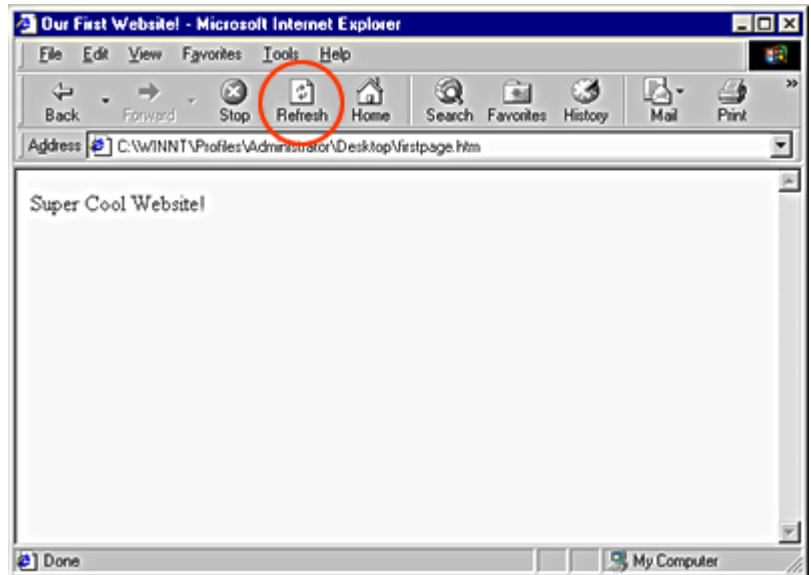 Our First Website! - Microsoft Internet Explorer
File Edit View Favorites Tools Help
Back Forward Stop Refresh Home Search Favorites History Mail Print »
Address C:\WINNT\Profiles\Administrator\Desktop\firstpage.htm
Super Cool Website!
Done My Computer